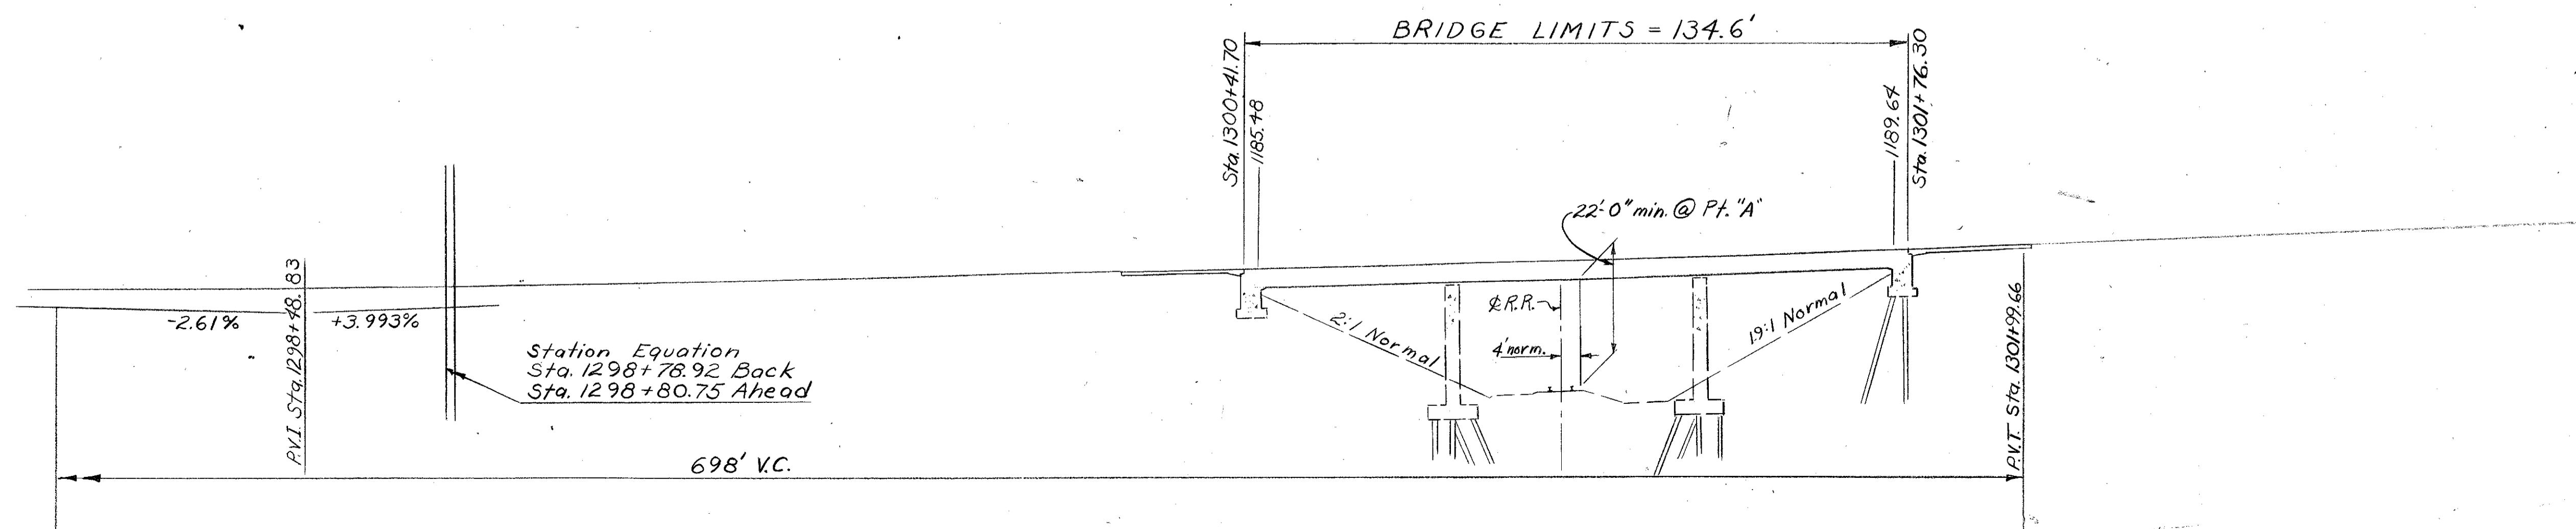 BRIDGE LIMITS = 134.6'
Sta. 1300+41.70
1185.48
1189.64
Sta. 1301+76.30
22'-0" min. @ Pt. "A"
-2.61%
P.V.I. Sta. 1298+48.83
+3.993%
Station Equation
Sta. 1298+78.92 Back
Sta. 1298+80.75 Ahead
2:1 Normal
℄ R.R.
4' norm.
1.9:1 Normal
P.V.T. Sta. 1301+99.66
698' V.C.